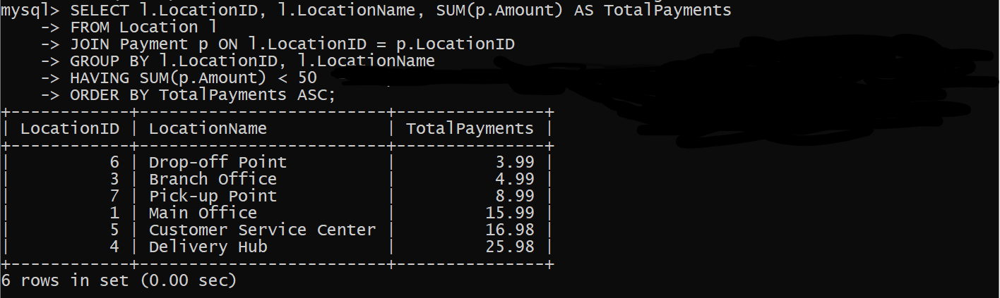 mysql> SELECT l.LocationID, l.LocationName, SUM(p.Amount) AS TotalPayments
    -> FROM Location l
    -> JOIN Payment p ON l.LocationID = p.LocationID
    -> GROUP BY l.LocationID, l.LocationName
    -> HAVING SUM(p.Amount) < 50
    -> ORDER BY TotalPayments ASC;
+------------+-------------------------+---------------+
| LocationID | LocationName            | TotalPayments |
+------------+-------------------------+---------------+
|          6 | Drop-off Point          |          3.99 |
|          3 | Branch Office           |          4.99 |
|          7 | Pick-up Point           |          8.99 |
|          1 | Main Office             |         15.99 |
|          5 | Customer Service Center |         16.98 |
|          4 | Delivery Hub            |         25.98 |
+------------+-------------------------+---------------+
6 rows in set (0.00 sec)